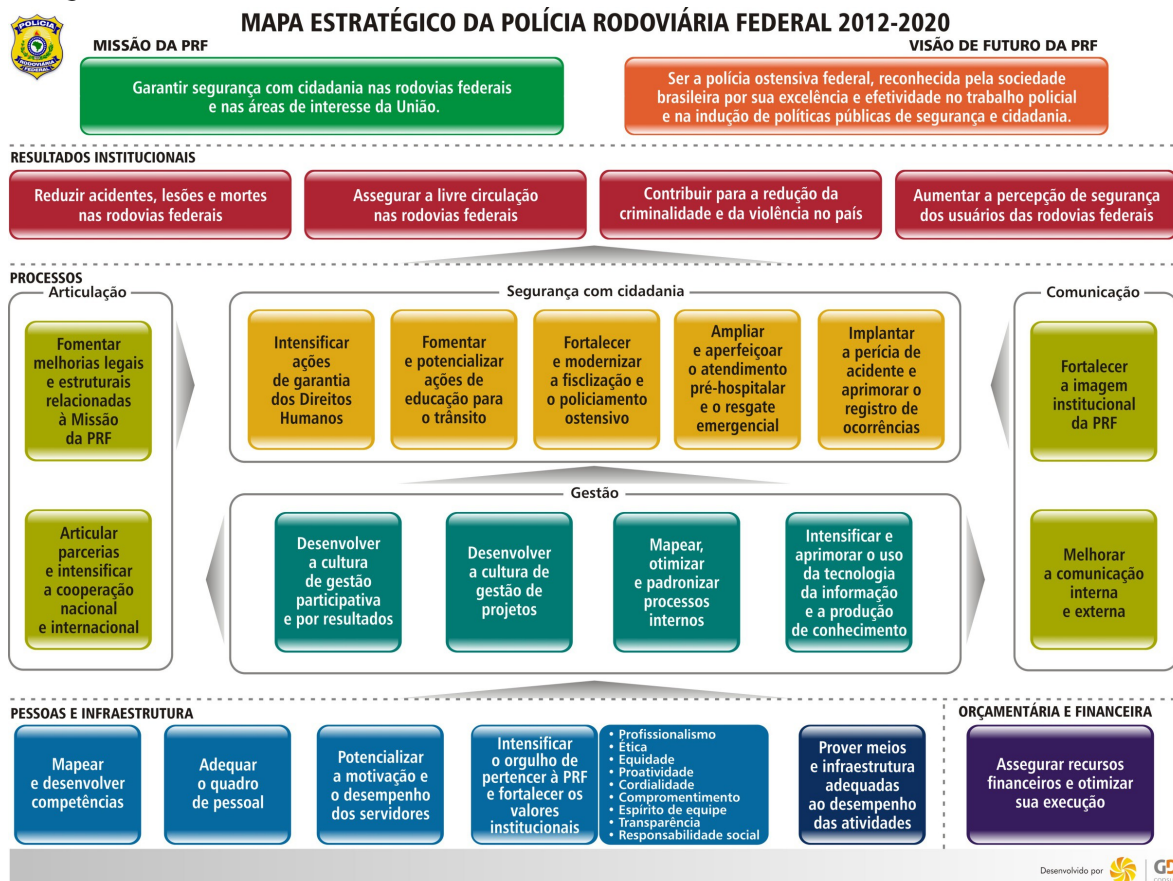 MAPA ESTRATÉGICO DA POLÍCIA RODOVIÁRIA FEDERAL 2012-2020
POLICIA
RODOVIÁRIA
FEDERAL
MISSÃO DA PRF
Garantir segurança com cidadania nas rodovias federais
e nas áreas de interesse da União.
VISÃO DE FUTURO DA PRF
Ser a polícia ostensiva federal, reconhecida pela sociedade
brasileira por sua excelência e efetividade no trabalho policial
e na indução de políticas públicas de segurança e cidadania.
RESULTADOS INSTITUCIONAIS
Reduzir acidentes, lesões e mortes
nas rodovias federais
Assegurar a livre circulação
nas rodovias federais
Contribuir para a redução da
criminalidade e da violência no país
Aumentar a percepção de segurança
dos usuários das rodovias federais
PROCESSOS
Articulação
Fomentar
melhorias legais
e estruturais
relacionadas
à Missão
da PRF
Articular
parcerias
e intensificar
a cooperação
nacional
e internacional
Segurança com cidadania
Intensificar
ações
de garantia
dos Direitos
Humanos
Fomentar
e potencializar
ações de
educação para
o trânsito
Fortalecer
e modernizar
a fisclização e
o policiamento
ostensivo
Ampliar
e aperfeiçoar
o atendimento
pré-hospitalar
e o resgate
emergencial
Implantar
a perícia de
acidente e
aprimorar o
registro de
ocorrências
Gestão
Desenvolver
a cultura
de gestão
participativa
e por resultados
Desenvolver
a cultura de
gestão de
projetos
Mapear,
otimizar
e padronizar
processos
internos
Intensificar e
aprimorar o uso
da tecnologia
da informação
e a produção
de conhecimento
Comunicação
Fortalecer
a imagem
institucional
da PRF
Melhorar
a comunicação
interna
e externa
PESSOAS E INFRAESTRUTURA
Mapear
e desenvolver
competências
Adequar
o quadro
de pessoal
Potencializar
a motivação e
o desempenho
dos servidores
Intensificar
o orgulho de
pertencer à PRF
e fortalecer os
valores
institucionais
• Profissionalismo
• Ética
• Equidade
• Proatividade
• Cordialidade
• Compromentimento
• Espírito de equipe
• Transparência
• Responsabilidade social
Prover meios
e infraestrutura
adequadas
ao desempenho
das atividades
ORÇAMENTÁRIA E FINANCEIRA
Assegurar recursos
financeiros e otimizar
sua execução
Desenvolvido por